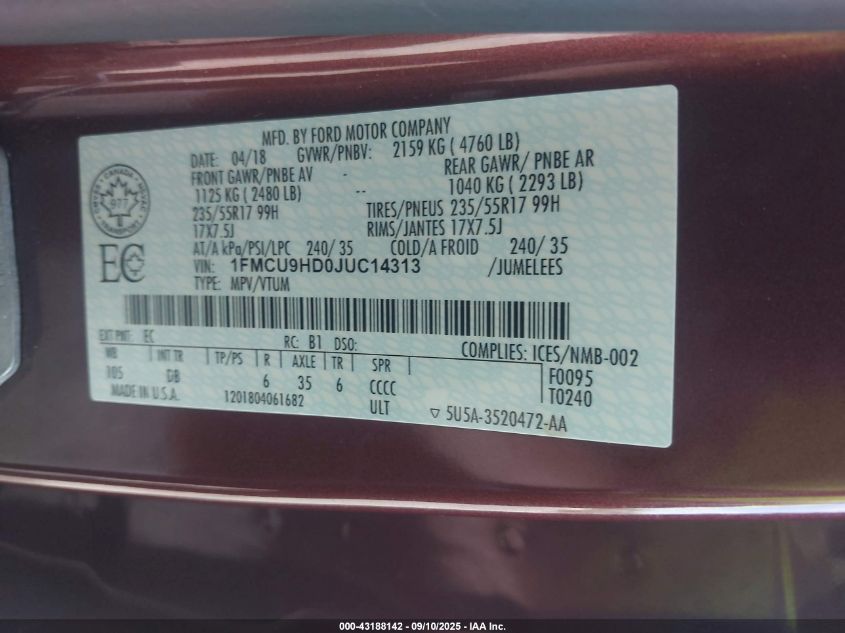 MFD. BY FORD MOTOR COMPANY
DATE: 04/18 GVWR/PNBV: 2159 KG ( 4760 LB)
FRONT GAWR/PNBE AV - REAR GAWR/ PNBE AR
1125 KG ( 2480 LB) -- 1040 KG ( 2293 LB)
235/55R17 99H TIRES/PNEUS 235/55R17 99H
17X7.5J RIMS/JANTES 17X7.5J
AT/A kPa/PSI/LPC 240/ 35 COLD/A FROID 240/ 35
VIN: 1FMCU9HD0JUC14313 /JUMELEES
TYPE: MPV/VTUM
CANADA
977
TRANSPORT
EC
EXT PNT: EC RC: B1 DSO: COMPLIES: ICES/NMB-002
WB INT TR TP/PS R AXLE TR SPR F0095
105 DB 6 35 6 CCCC T0240
MADE IN U.S.A. 1201804061682 ULT ▽ 5U5A-3520472-AA
000-43188142 - 09/10/2025 - IAA Inc.